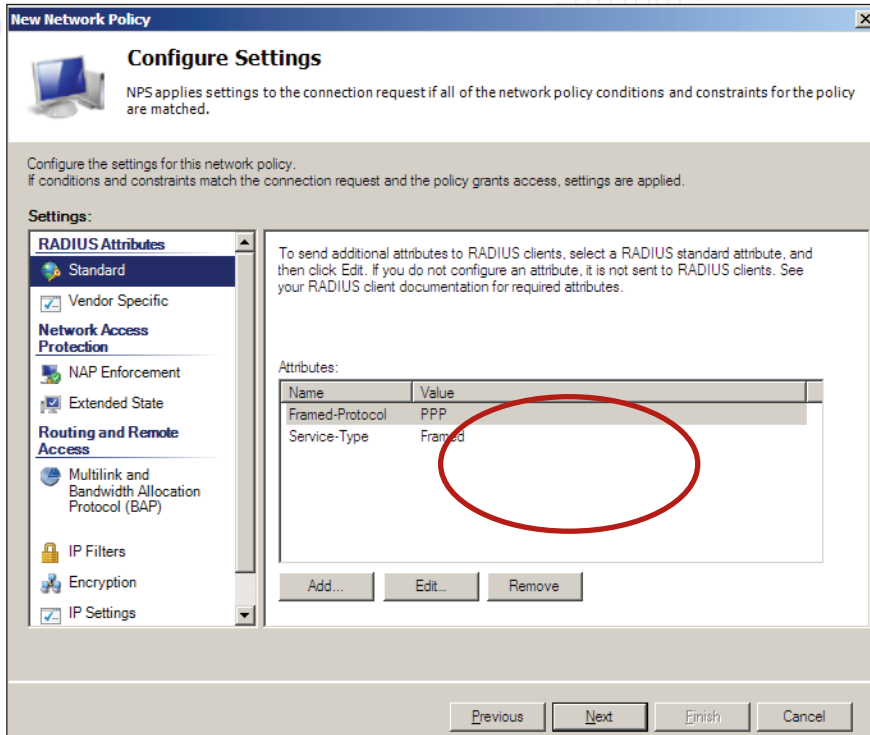 New Network Policy
Configure Settings
NPS applies settings to the connection request if all of the network policy conditions and constraints for the policy
are matched.
Configure the settings for this network policy.
If conditions and constraints match the connection request and the policy grants access, settings are applied.
Settings:
RADIUS Attributes
Standard
Vendor Specific
Network Access
Protection
NAP Enforcement
Extended State
Routing and Remote
Access
Multilink and
Bandwidth Allocation
Protocol (BAP)
IP Filters
Encryption
IP Settings
To send additional attributes to RADIUS clients, select a RADIUS standard attribute, and
then click Edit. If you do not configure an attribute, it is not sent to RADIUS clients. See
your RADIUS client documentation for required attributes.
Attributes:
Name Value
Framed-Protocol PPP
Service-Type Framed
Add... Edit... Remove
Previous Next Finish Cancel